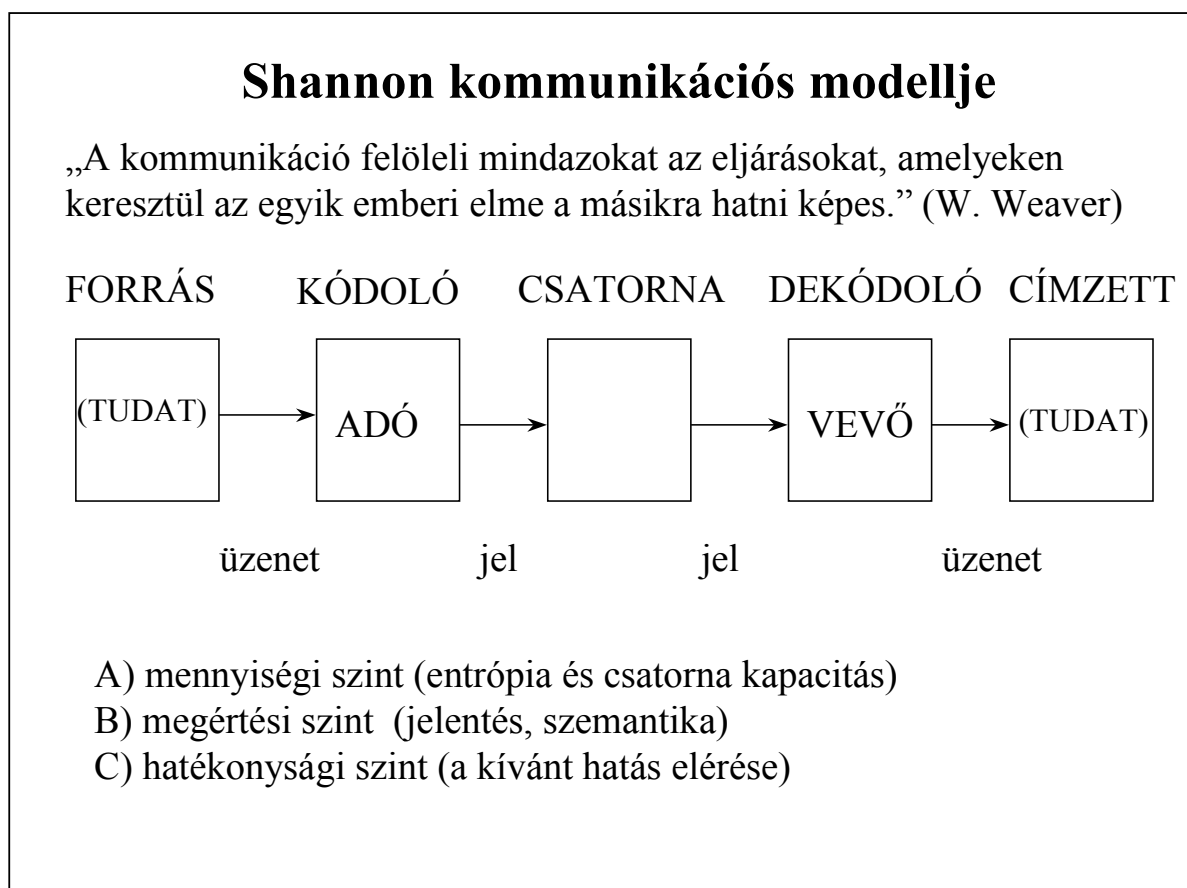 Shannon kommunikációs modellje
„A kommunikáció felöleli mindazokat az eljárásokat, amelyeken
keresztül az egyik emberi elme a másikra hatni képes.” (W. Weaver)
FORRÁS KÓDOLÓ CSATORNA DEKÓDOLÓ CÍMZETT
(TUDAT) ADÓ VEVŐ (TUDAT)
üzenet jel jel üzenet
A) mennyiségi szint (entrópia és csatorna kapacitás)
B) megértési szint (jelentés, szemantika)
C) hatékonysági szint (a kívánt hatás elérése)